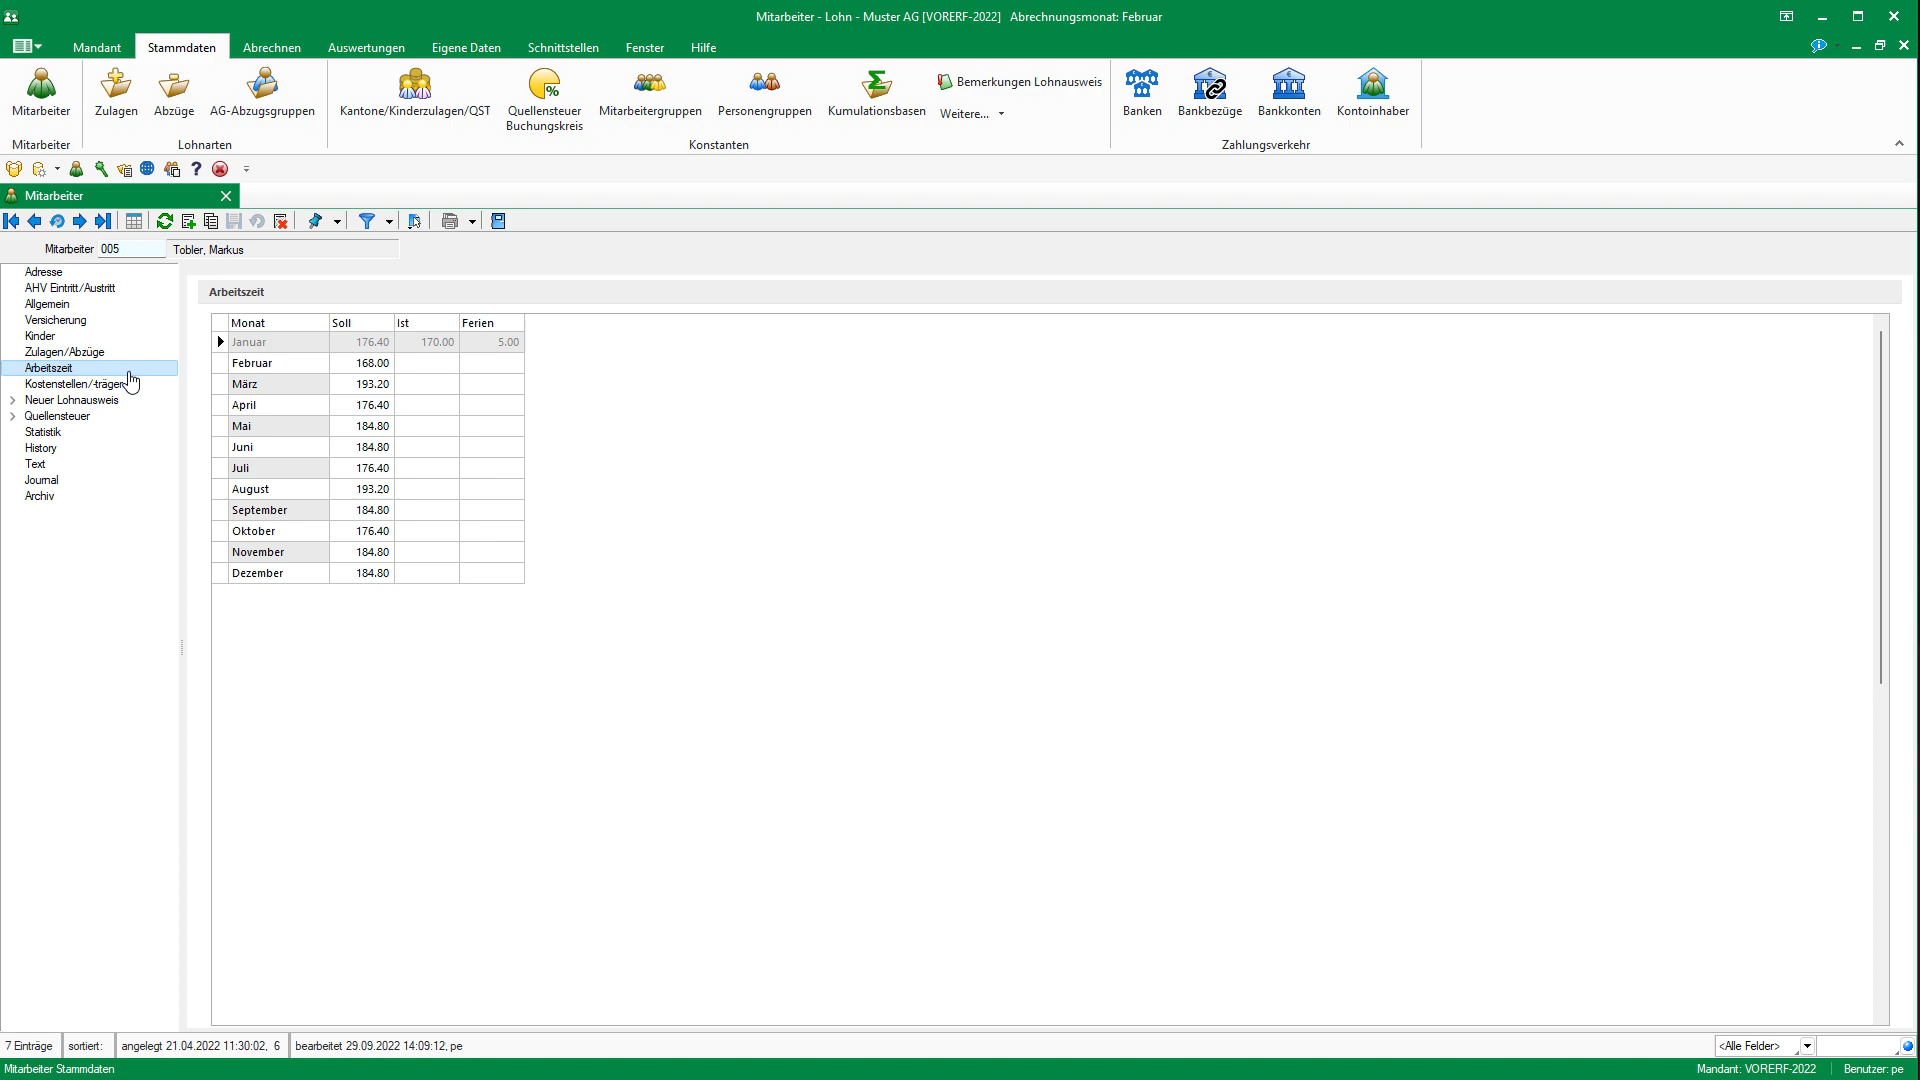 Mitarbeiter - Lohn - Muster AG [VORERF-2022]   Abrechnungsmonat: Februar
Mandant Stammdaten Abrechnen Auswertungen Eigene Daten Schnittstellen Fenster Hilfe
Mitarbeiter Zulagen Abzüge AG-Abzugsgruppen Kantone/Kinderzulagen/QST Quellensteuer Buchungskreis Mitarbeitergruppen Personengruppen Kumulationsbasen Bemerkungen Lohnausweis Weitere... Banken Bankbezüge Bankkonten Kontoinhaber
Mitarbeiter Lohnarten Konstanten Zahlungsverkehr
Mitarbeiter
Mitarbeiter 005 Tobler, Markus
Adresse
AHV Eintritt/Austritt
Allgemein
Versicherung
Kinder
Zulagen/Abzüge
Arbeitszeit
Kostenstellen/-träger
Neuer Lohnausweis
Quellensteuer
Statistik
History
Text
Journal
Archiv
Arbeitszeit
Monat Soll Ist Ferien
Januar 176.40 170.00 5.00
Februar 168.00
März 193.20
April 176.40
Mai 184.80
Juni 184.80
Juli 176.40
August 193.20
September 184.80
Oktober 176.40
November 184.80
Dezember 184.80
7 Einträge sortiert: angelegt 21.04.2022 11:30:02, 6 bearbeitet 29.09.2022 14:09:12, pe <Alle Felder>
Mitarbeiter Stammdaten Mandant: VORERF-2022 Benutzer: pe